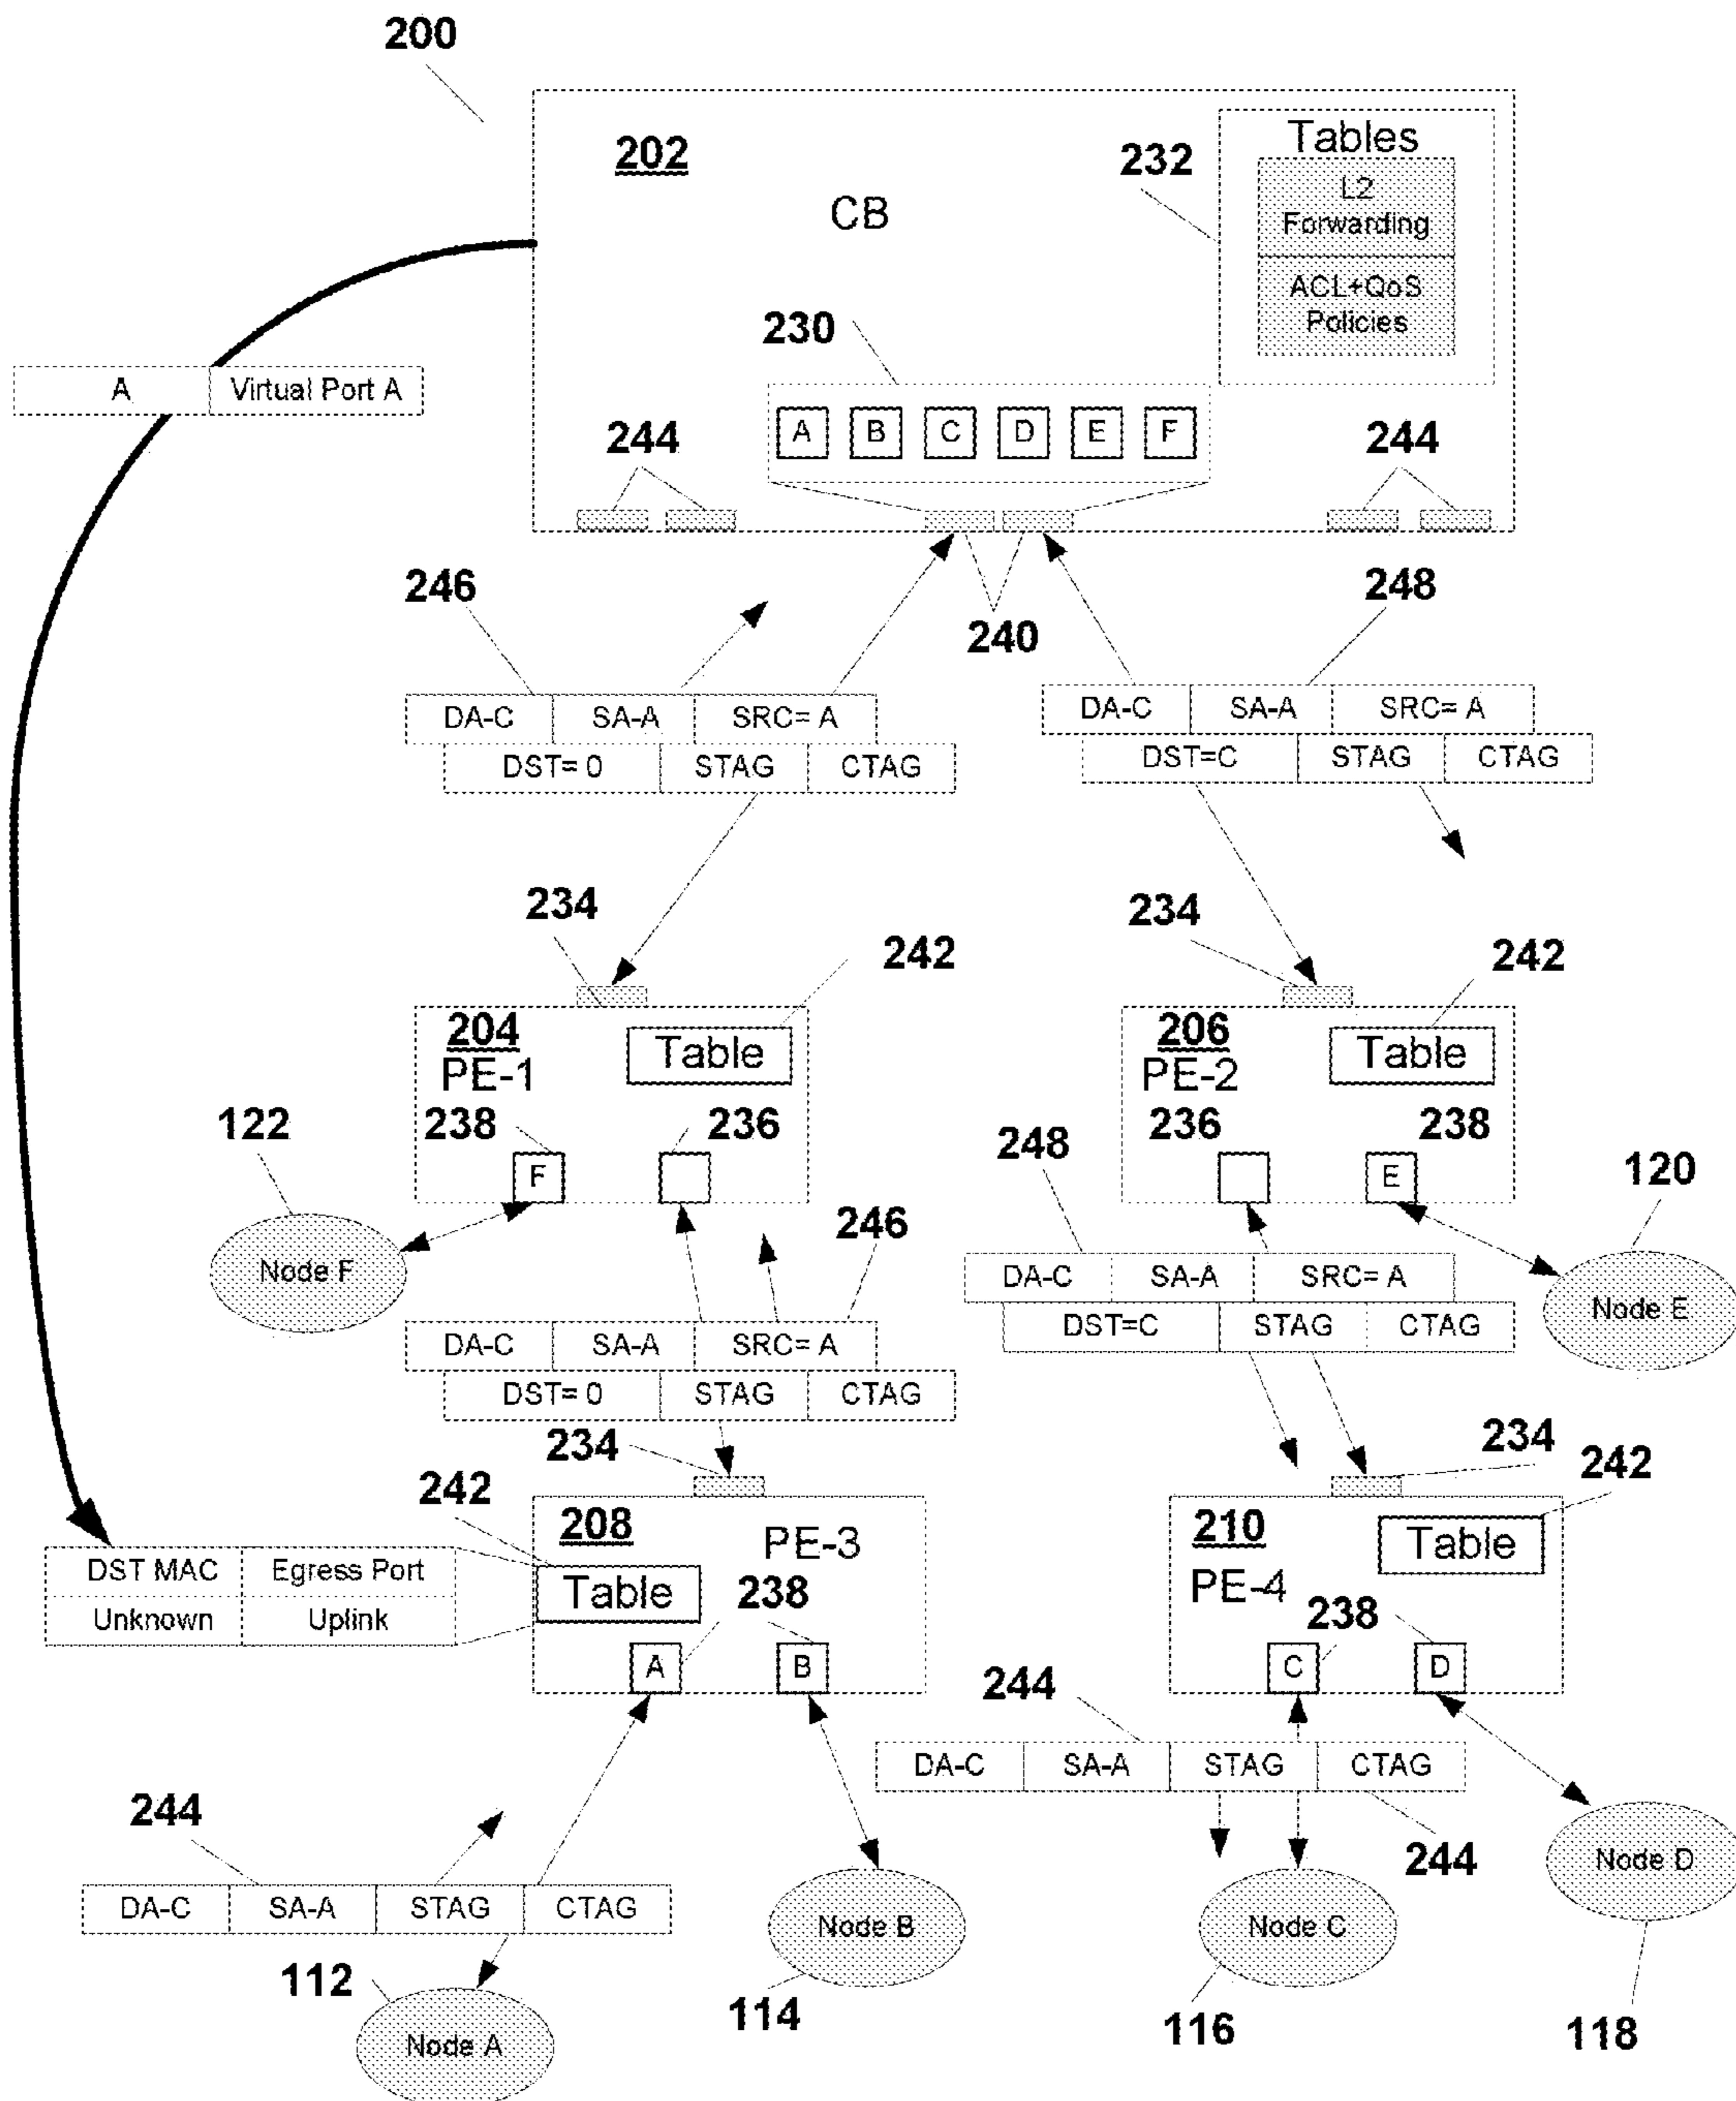 200
202
CB
232
Tables
L2
Forwarding
ACL+QoS
Policies
230
A Virtual Port A
A B C D E F
244
244
246
240
248
DA-C SA-A SRC= A
DST= 0 STAG CTAG
DA-C SA-A SRC= A
DST=C STAG CTAG
234
242
234
242
204
PE-1
Table
206
PE-2
Table
122
238
236
F
236
238
E
248
120
Node F
246
DA-C SA-A SRC= A
DST=C STAG CTAG
Node E
DA-C SA-A SRC= A
DST= 0 STAG CTAG
234
234
242
242
208
PE-3
Table
238
A B
DST MAC Egress Port
Unknown Uplink
210
PE-4
Table
238
C D
244
DA-C SA-A STAG CTAG
244
244
DA-C SA-A STAG CTAG
Node B
Node C
Node D
112
114
116
118
Node A